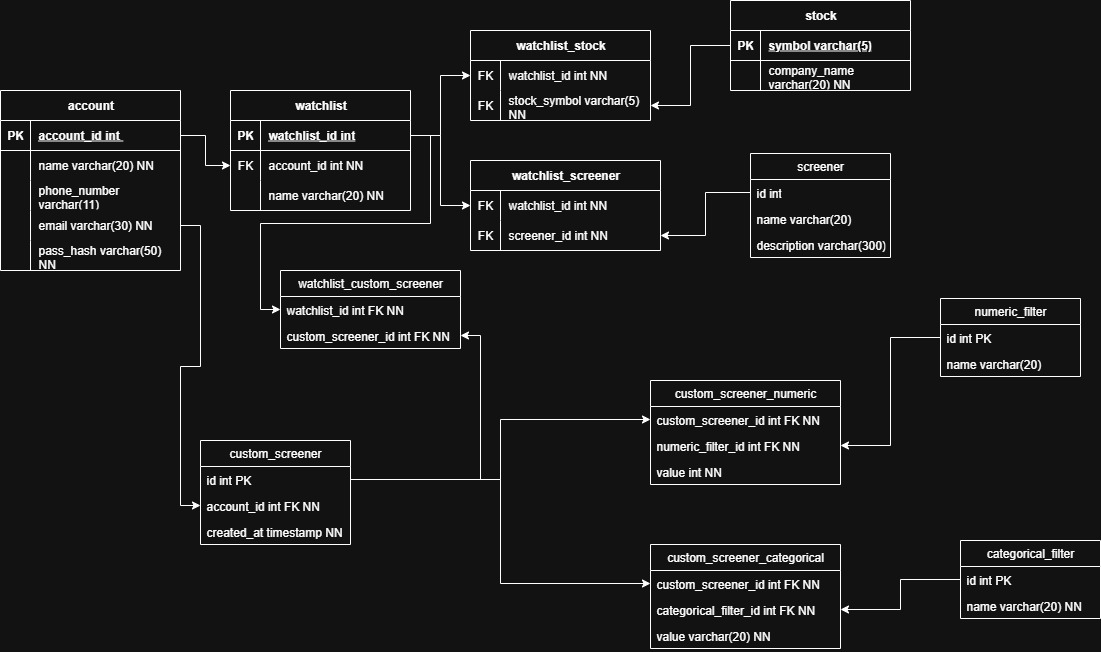 stock
PK symbol varchar(5)
company_name
varchar(20) NN
watchlist_stock
FK watchlist_id int NN
FK stock_symbol varchar(5)
NN
account
PK account_id int
name varchar(20) NN
phone_number
varchar(11)
email varchar(30) NN
pass_hash varchar(50)
NN
watchlist
PK watchlist_id int
FK account_id int NN
name varchar(20) NN
watchlist_screener
FK watchlist_id int NN
FK screener_id int NN
screener
id int
name varchar(20)
description varchar(300)
watchlist_custom_screener
watchlist_id int FK NN
custom_screener_id int FK NN
numeric_filter
id int PK
name varchar(20)
custom_screener_numeric
custom_screener_id int FK NN
numeric_filter_id int FK NN
value int NN
custom_screener
id int PK
account_id int FK NN
created_at timestamp NN
custom_screener_categorical
custom_screener_id int FK NN
categorical_filter_id int FK NN
value varchar(20) NN
categorical_filter
id int PK
name varchar(20) NN